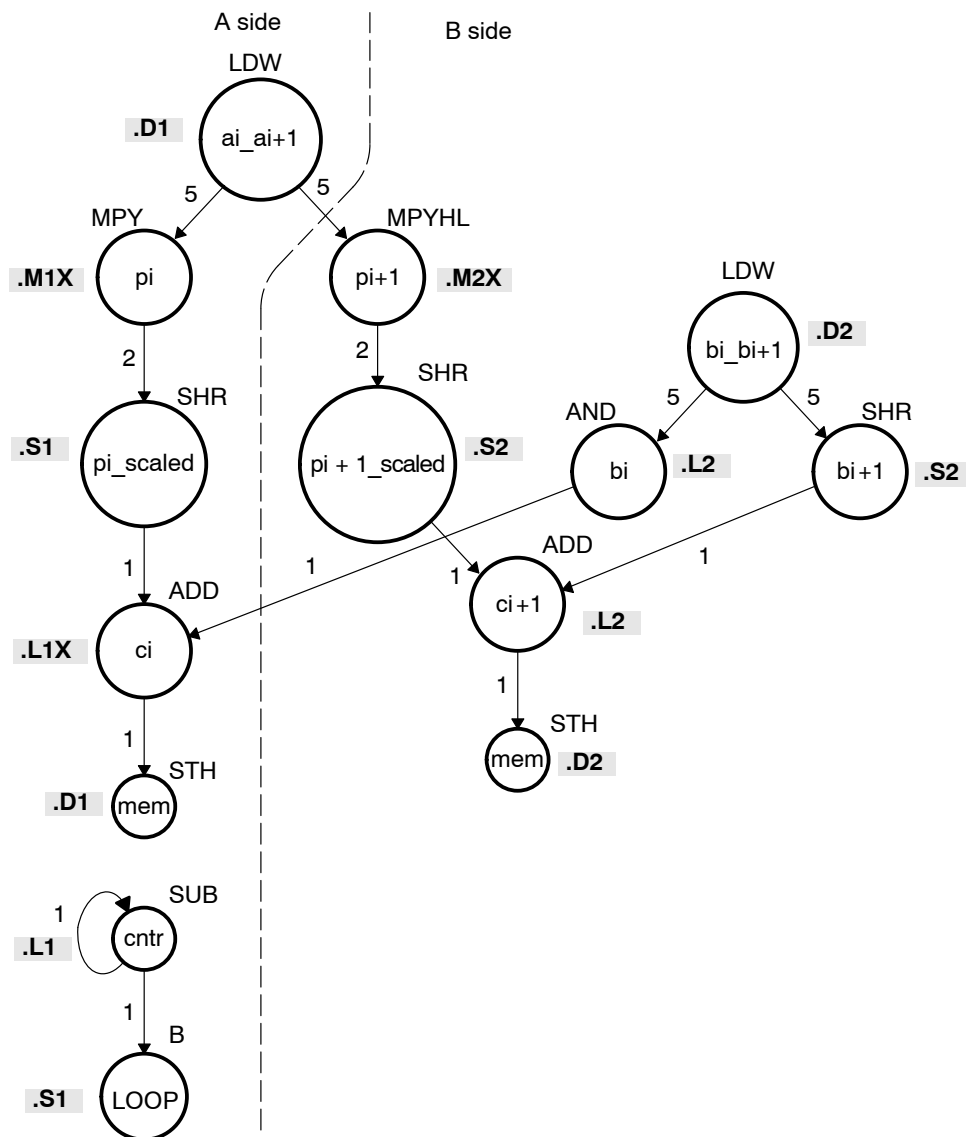 A side
B side
LDW
.D1
ai_ai+1
5
5
MPY
MPYHL
.M1X
pi
pi+1
.M2X
LDW
bi_bi+1
.D2
2
2
SHR
SHR
5
5
AND
SHR
.S1
pi_scaled
pi + 1_scaled
.S2
bi
.L2
bi+1
.S2
1
1
1
1
ADD
ADD
ci+1
.L2
.L1X
ci
1
1
STH
STH
mem
.D2
.D1
mem
SUB
1
cntr
.L1
1
B
.S1
LOOP